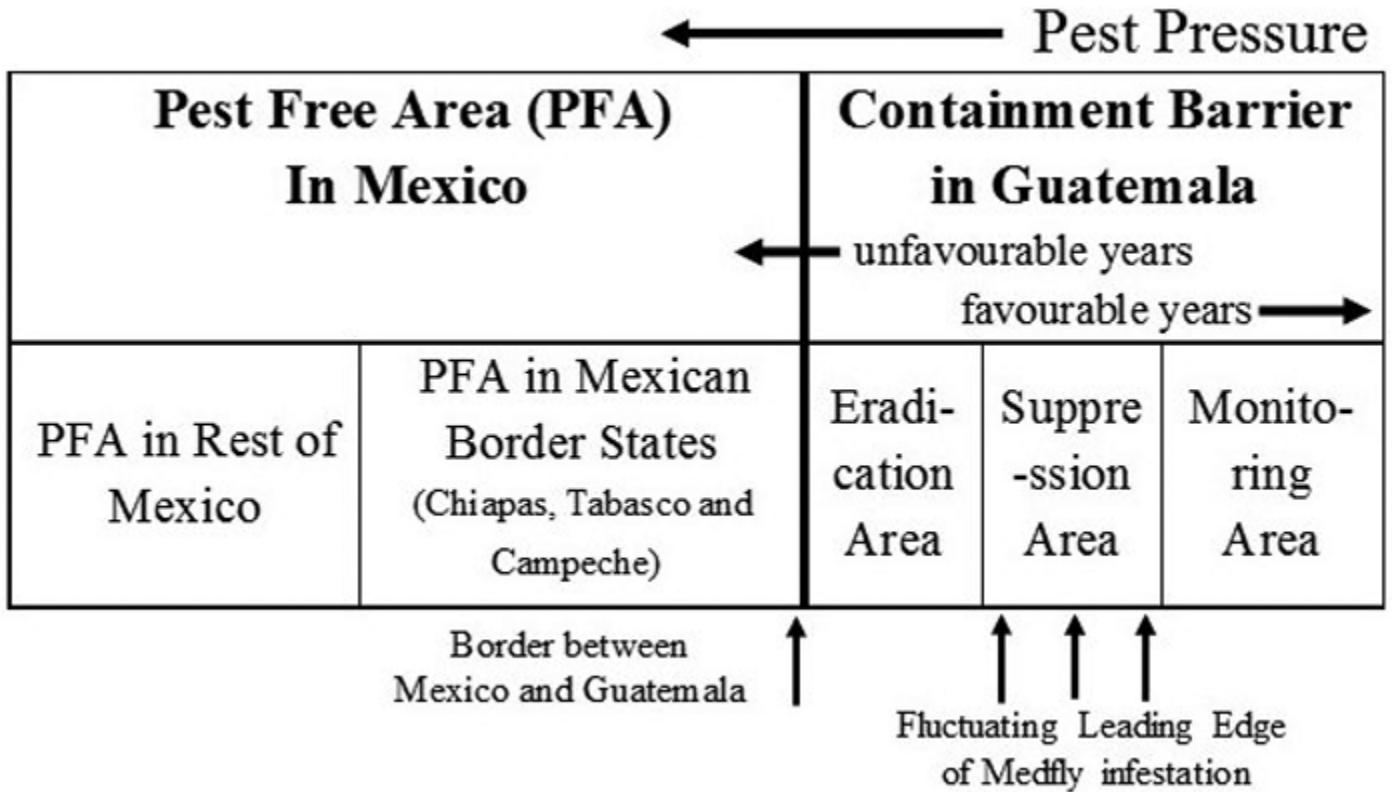 Pest Pressure
Pest Free Area (PFA)
In Mexico
Containment Barrier
in Guatemala
unfavourable years
favourable years
PFA in Rest of
Mexico
PFA in Mexican
Border States
(Chiapas, Tabasco and
Campeche)
Eradi-
cation
Area
Suppre
-ssion
Area
Monito-
ring
Area
Border between
Mexico and Guatemala
Fluctuating Leading Edge
of Medfly infestation